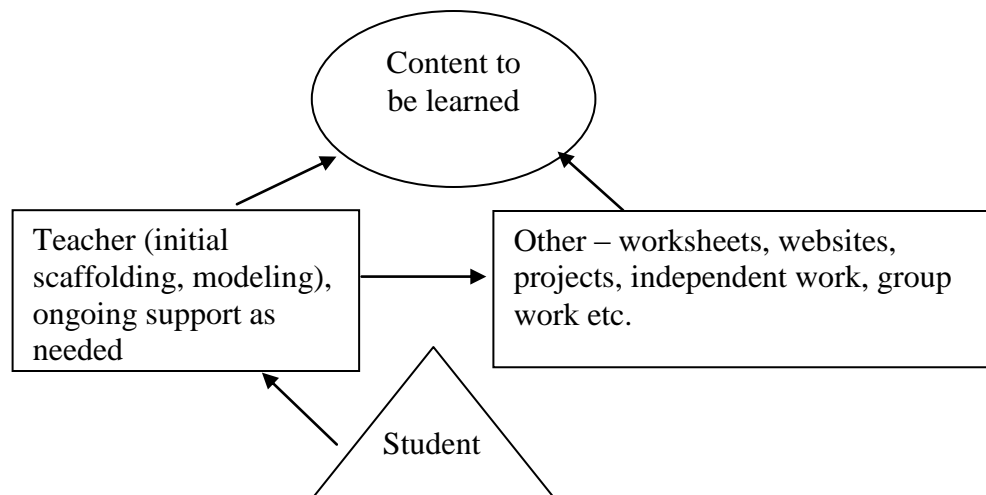 Content to
be learned
Teacher (initial
scaffolding, modeling),
ongoing support as
needed
Other – worksheets, websites,
projects, independent work, group
work etc.
Student